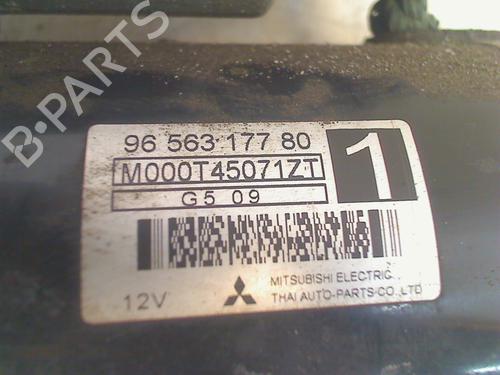 96 563 177 80
M000T45071ZT
1
G5 09
12V
MITSUBISHI ELECTRIC
THAI AUTO-PARTS CO., LTD
B-PARTS